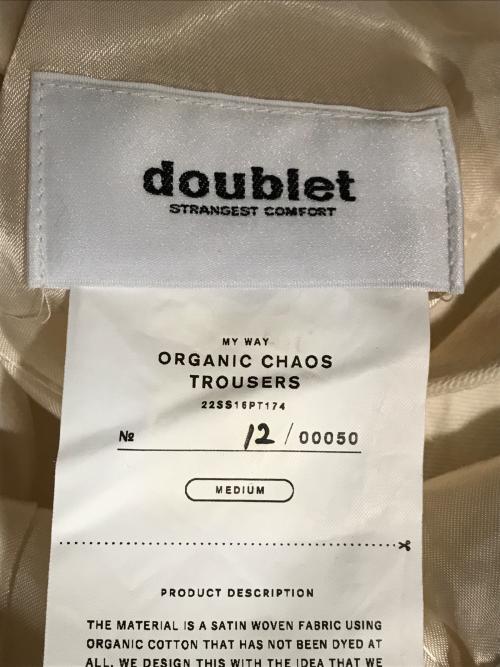 doublet
STRANGEST COMFORT
MY WAY
ORGANIC CHAOS
TROUSERS
22SS16PT174
№ 12 / 00050
MEDIUM
PRODUCT DESCRIPTION
THE MATERIAL IS A SATIN WOVEN FABRIC USING
ORGANIC COTTON THAT HAS NOT BEEN DYED AT
ALL. WE DESIGN THIS WITH THE IDEA THAT WE